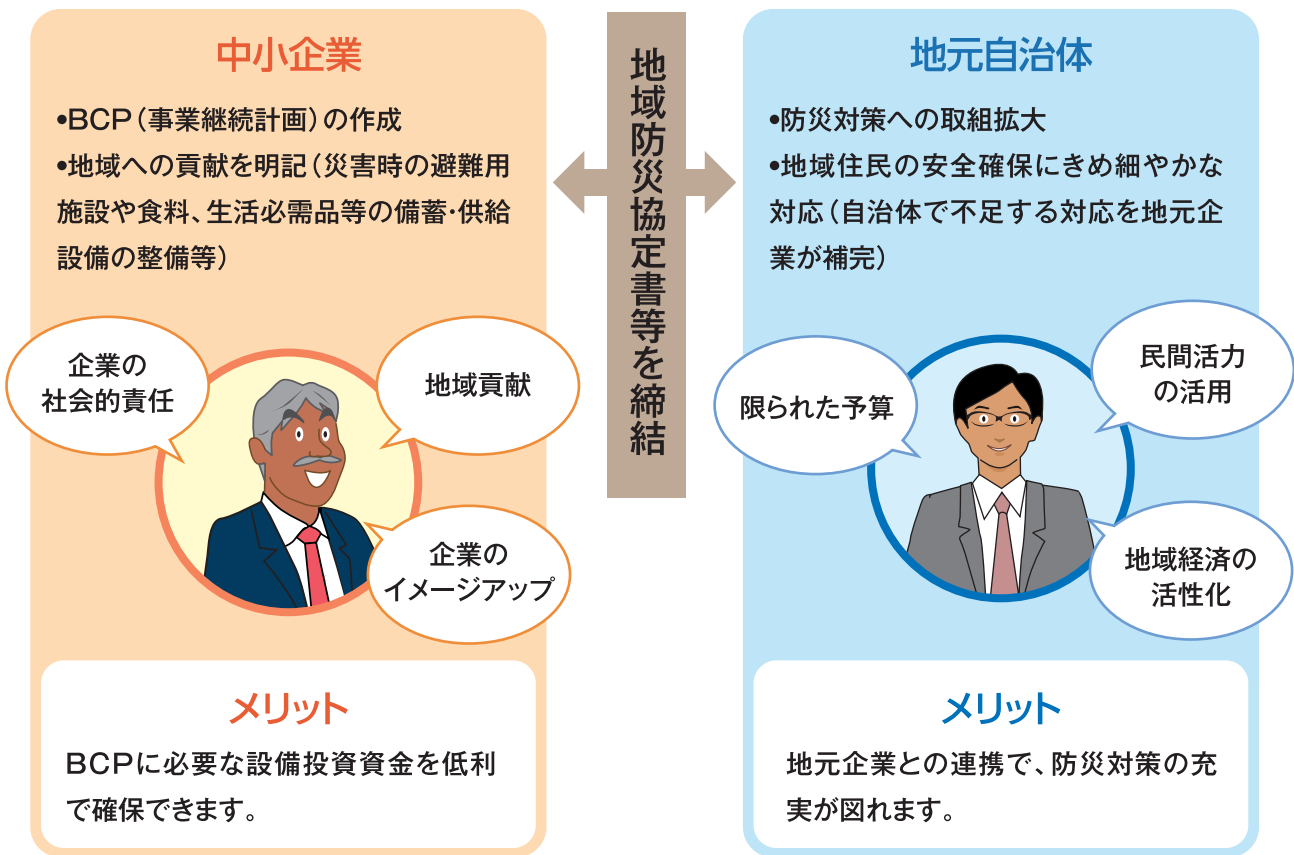 中小企業
•BCP（事業継続計画）の作成
•地域への貢献を明記（災害時の避難用
施設や食料、生活必需品等の備蓄・供給
設備の整備等）
企業の
社会的責任
地域貢献
企業の
イメージアップ
メリット
BCPに必要な設備投資資金を低利
で確保できます。
地域防災協定書等を締結
地元自治体
•防災対策への取組拡大
•地域住民の安全確保にきめ細やかな
対応（自治体で不足する対応を地元企
業が補完）
限られた予算
民間活力
の活用
地域経済の
活性化
メリット
地元企業との連携で、防災対策の充
実が図れます。